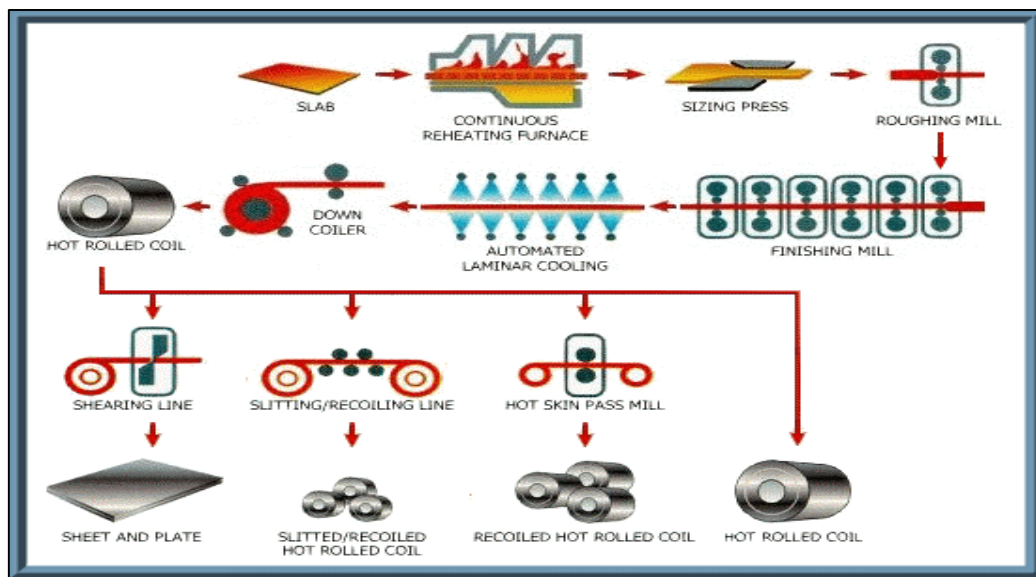 SLAB
CONTINUOUS
REHEATING FURNACE
SIZING PRESS
ROUGHING MILL
HOT ROLLED COIL
DOWN
COILER
AUTOMATED
LAMINAR COOLING
FINISHING MILL
SHEARING LINE
SLITTING/RECOILING LINE
HOT SKIN PASS MILL
SHEET AND PLATE
SLITTED/RECOILED
HOT ROLLED COIL
RECOILED HOT ROLLED COIL
HOT ROLLED COIL